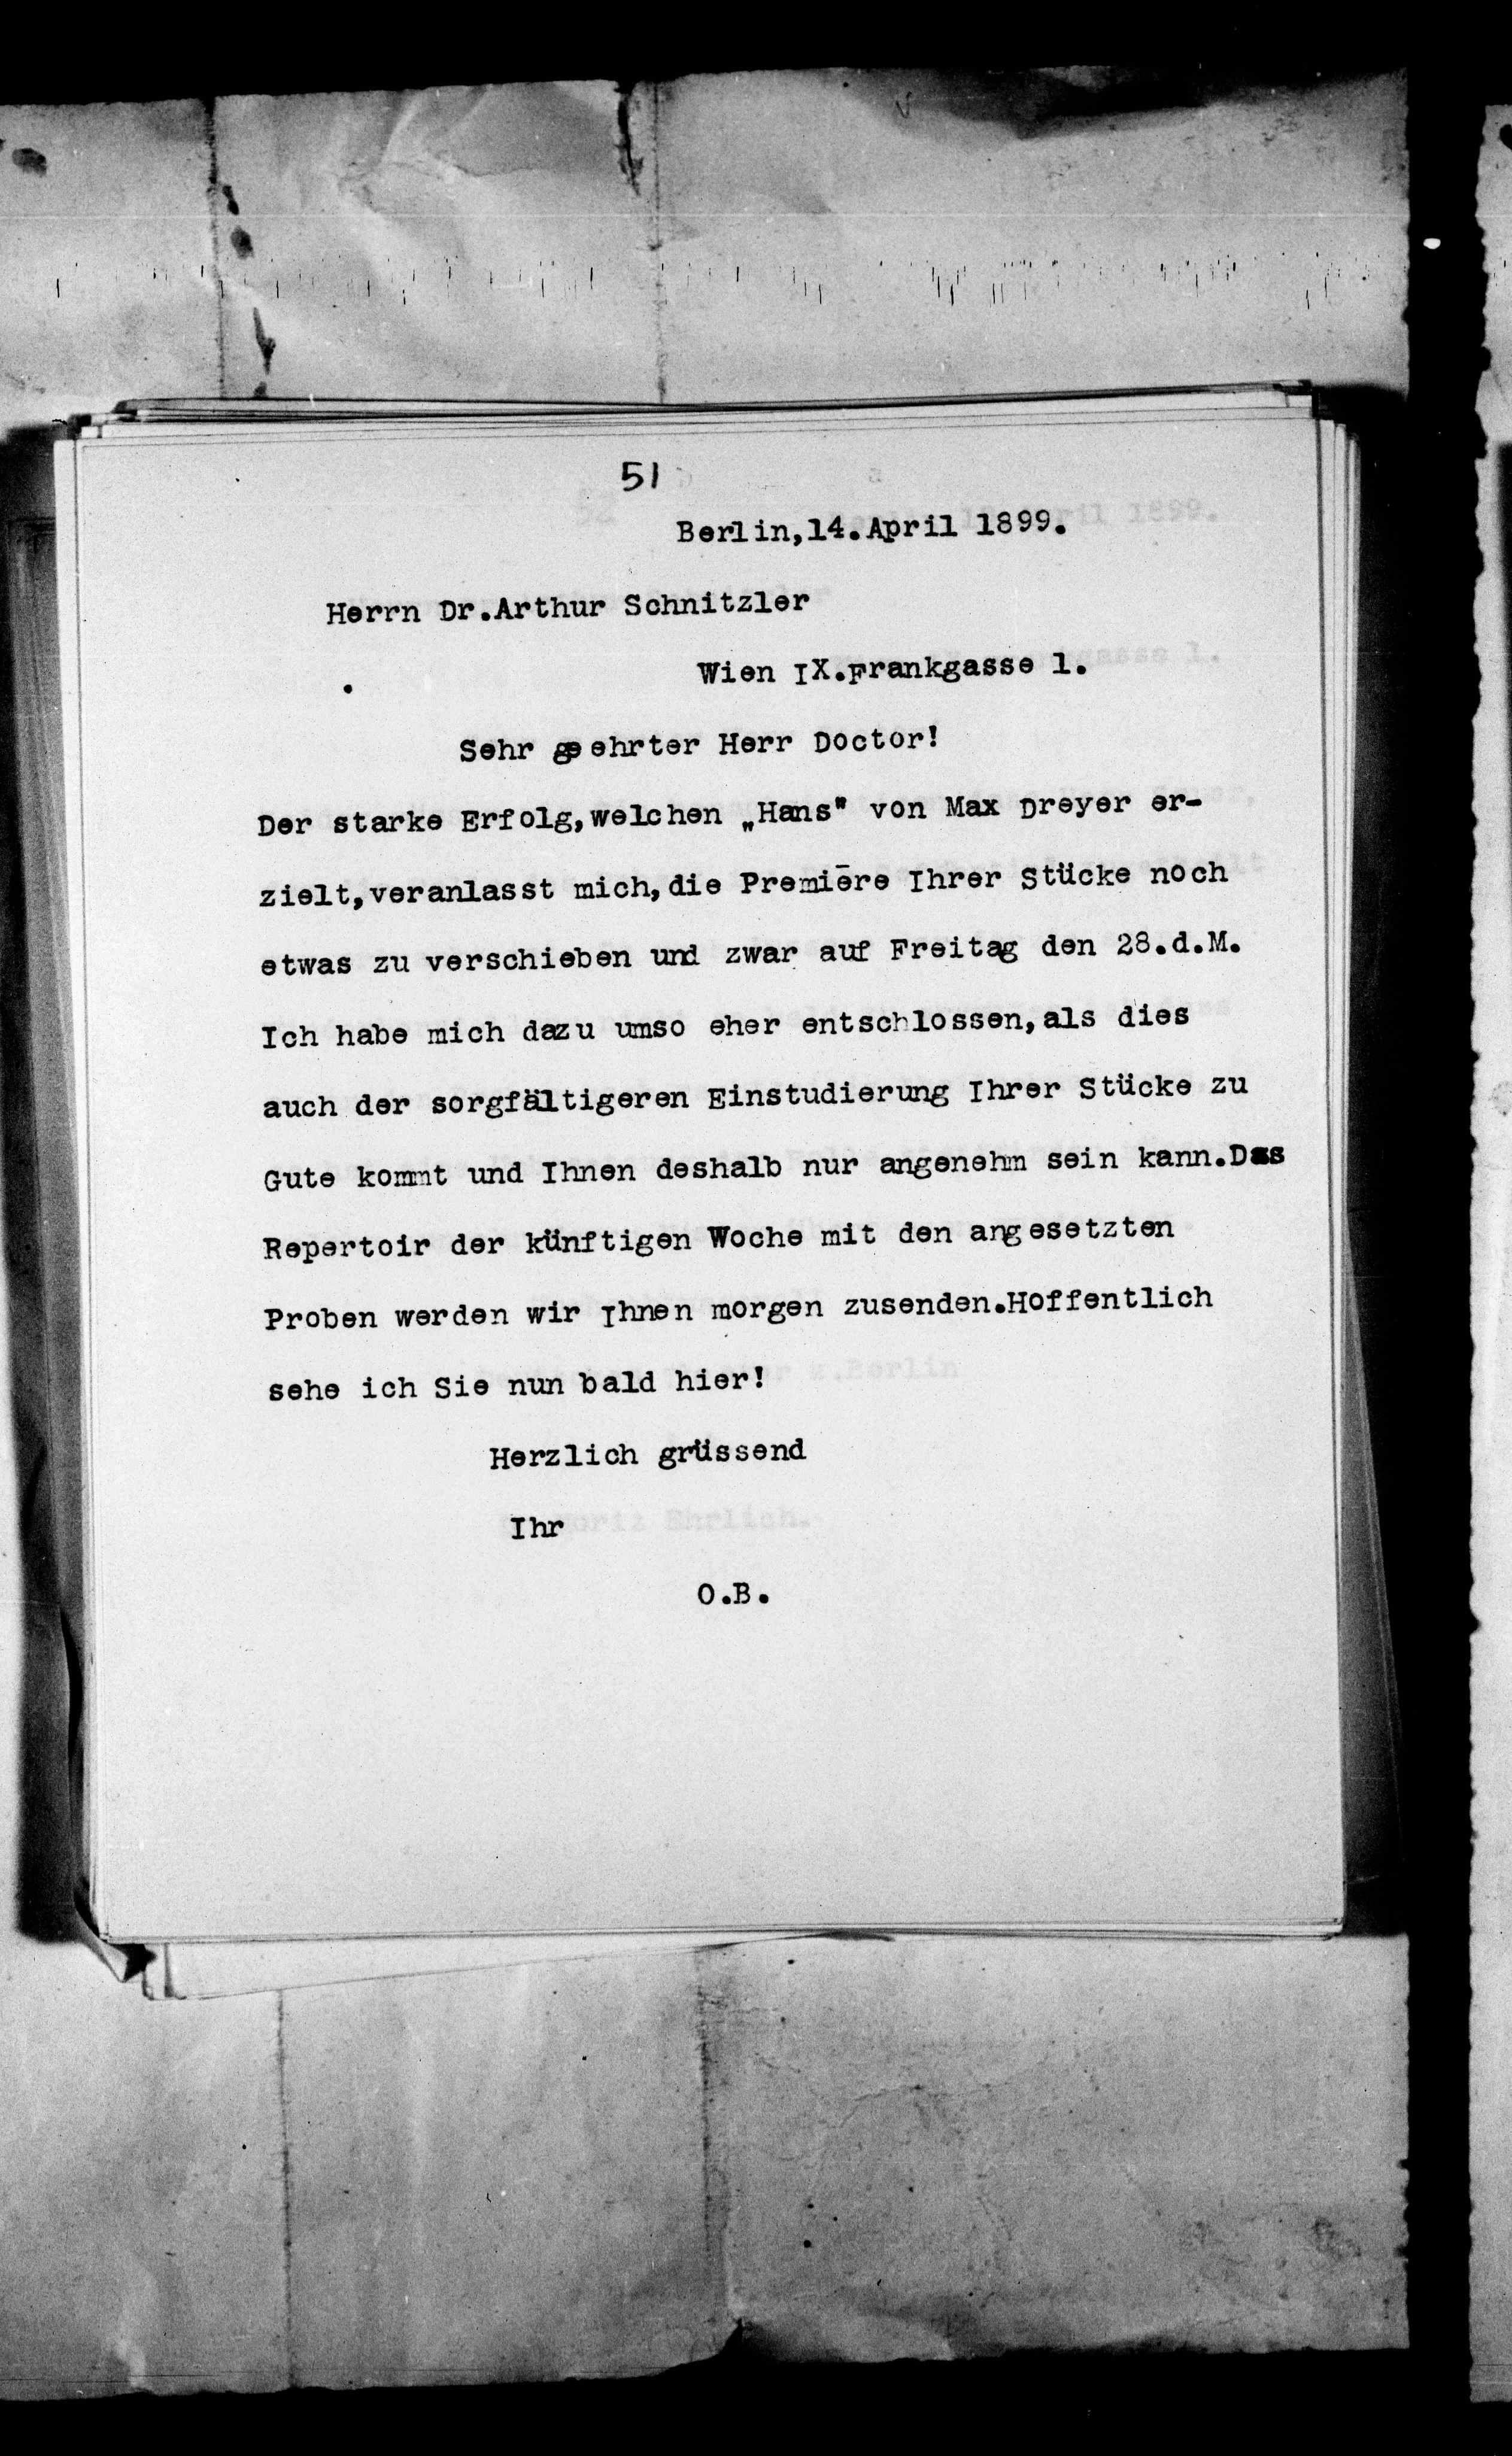 51
Berlin,14.April 1899.
Herrn Dr.Arthur Schnitzler
Wien IX.Frankgasse 1.
Sehr geehrter Herr Doctor!
Der starke Erfolg,welchen „Hans" von Max Dreyer er-
zielt,veranlasst mich,die Premiēre Ihrer Stücke noch
etwas zu verschieben und zwar auf Freitag den 28.d.M.
Ich habe mich dazu umso eher entschlossen,als dies
auch der sorgfältigeren Einstudierung Ihrer Stücke zu
Gute kommt und Ihnen deshalb nur angenehm sein kann.Das
Repertoir der künftigen Woche mit den angesetzten
Proben werden wir Ihnen morgen zusenden.Hoffentlich
sehe ich Sie nun bald hier!
Herzlich grüssend
Ihr
O.B.